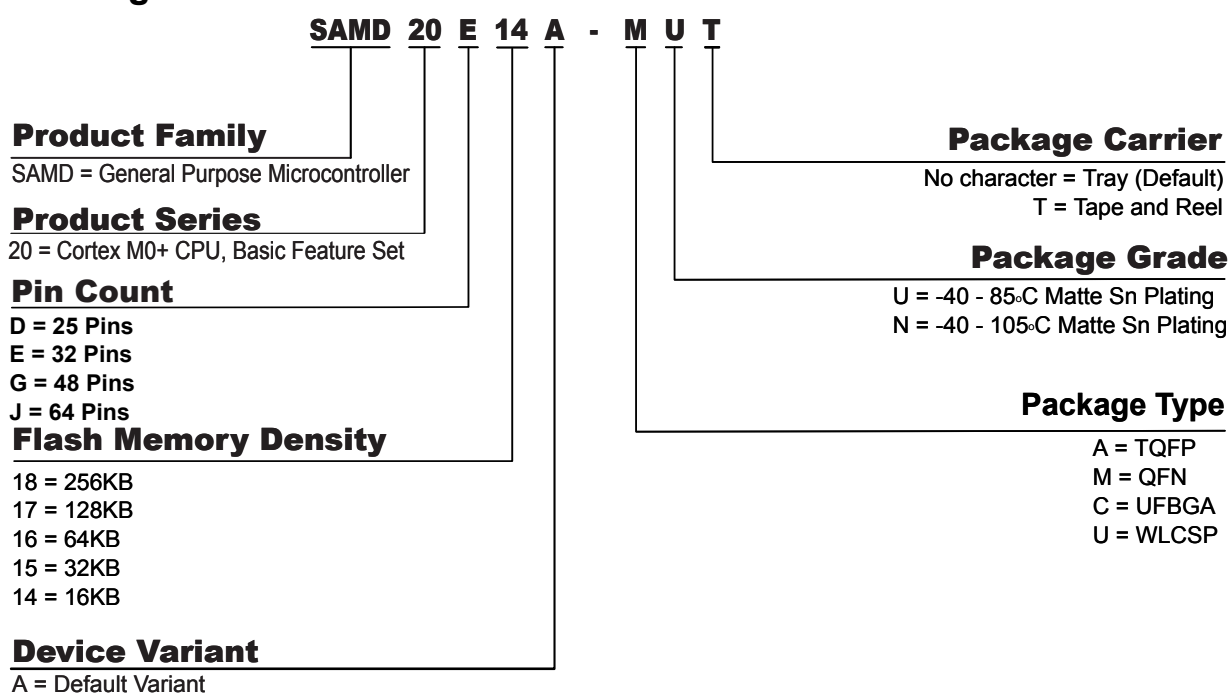 SAMD 20 E 14 A - M U T
Product Family
SAMD = General Purpose Microcontroller
Product Series
20 = Cortex M0+ CPU, Basic Feature Set
Pin Count
D = 25 Pins
E = 32 Pins
G = 48 Pins
J = 64 Pins
Flash Memory Density
18 = 256KB
17 = 128KB
16 = 64KB
15 = 32KB
14 = 16KB
Device Variant
A = Default Variant
Package Carrier
No character = Tray (Default)
T = Tape and Reel
Package Grade
U = -40 - 85oC Matte Sn Plating
N = -40 - 105oC Matte Sn Plating
Package Type
A = TQFP
M = QFN
C = UFBGA
U = WLCSP